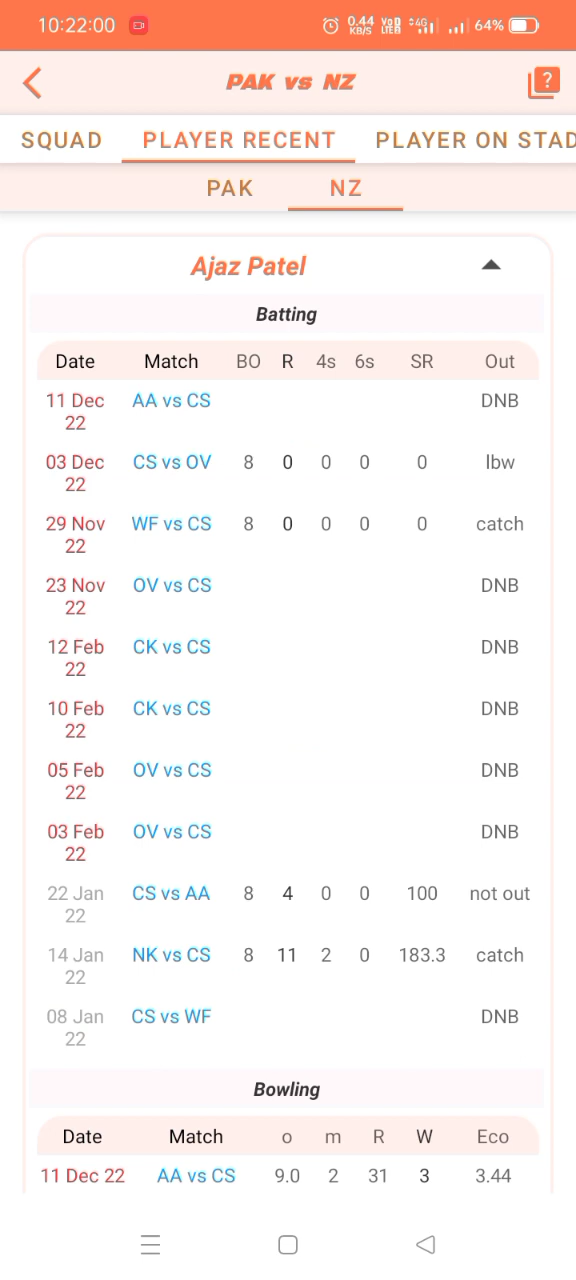 10:22:00 0.44 KB/S VoD LTE 4G 64%
PAK vs NZ ?
SQUAD PLAYER RECENT PLAYER ON STAD
PAK NZ
Ajaz Patel
Batting
Date Match BO R 4s 6s SR Out
11 Dec 22 AA vs CS DNB
03 Dec 22 CS vs OV 8 0 0 0 0 lbw
29 Nov 22 WF vs CS 8 0 0 0 0 catch
23 Nov 22 OV vs CS DNB
12 Feb 22 CK vs CS DNB
10 Feb 22 CK vs CS DNB
05 Feb 22 OV vs CS DNB
03 Feb 22 OV vs CS DNB
22 Jan 22 CS vs AA 8 4 0 0 100 not out
14 Jan 22 NK vs CS 8 11 2 0 183.3 catch
08 Jan 22 CS vs WF DNB
Bowling
Date Match o m R W Eco
11 Dec 22 AA vs CS 9.0 2 31 3 3.44